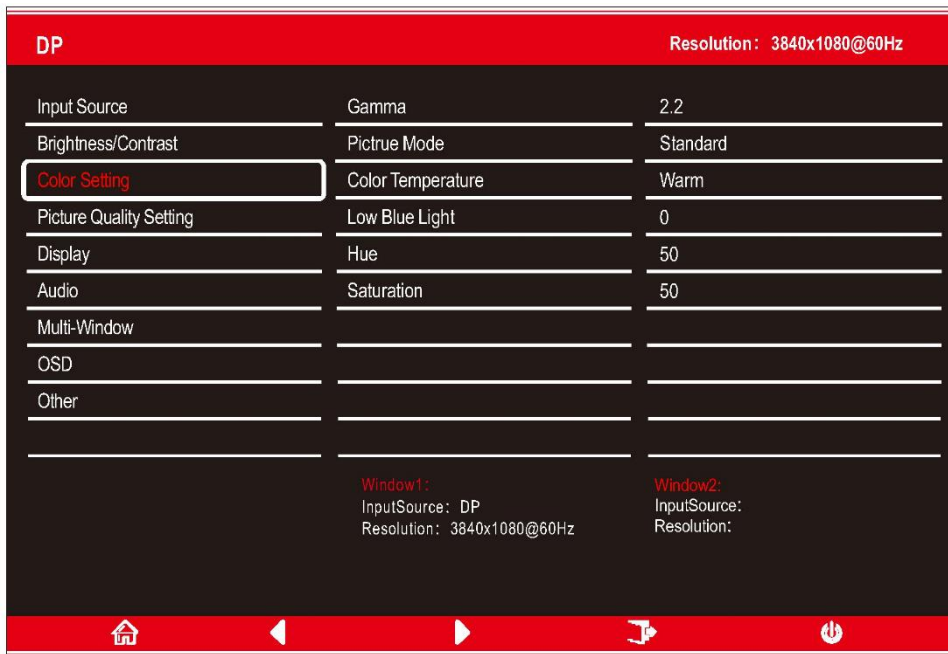 DP Resolution: 3840x1080@60Hz
Input Source Gamma 2.2
Brightness/Contrast Pictrue Mode Standard
Color Setting Color Temperature Warm
Picture Quality Setting Low Blue Light 0
Display Hue 50
Audio Saturation 50
Multi-Window
OSD
Other
Window1: Window2:
InputSource: DP InputSource:
Resolution: 3840x1080@60Hz Resolution: